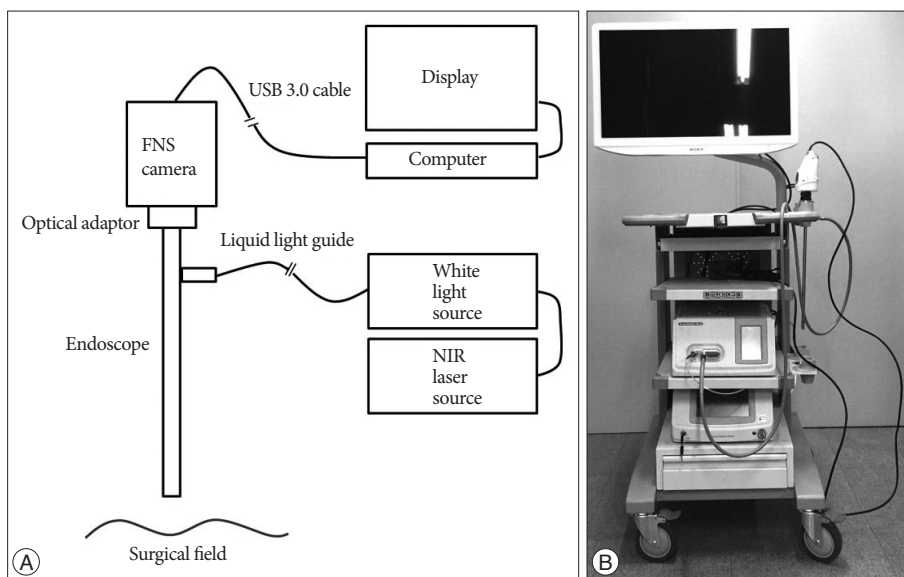 Display
USB 3.0 cable
FNS
camera
Computer
Optical adaptor
Liquid light guide
White
light
source
Endoscope
NIR
laser
source
Surgical field
A
SONY
한국전기연구원
B